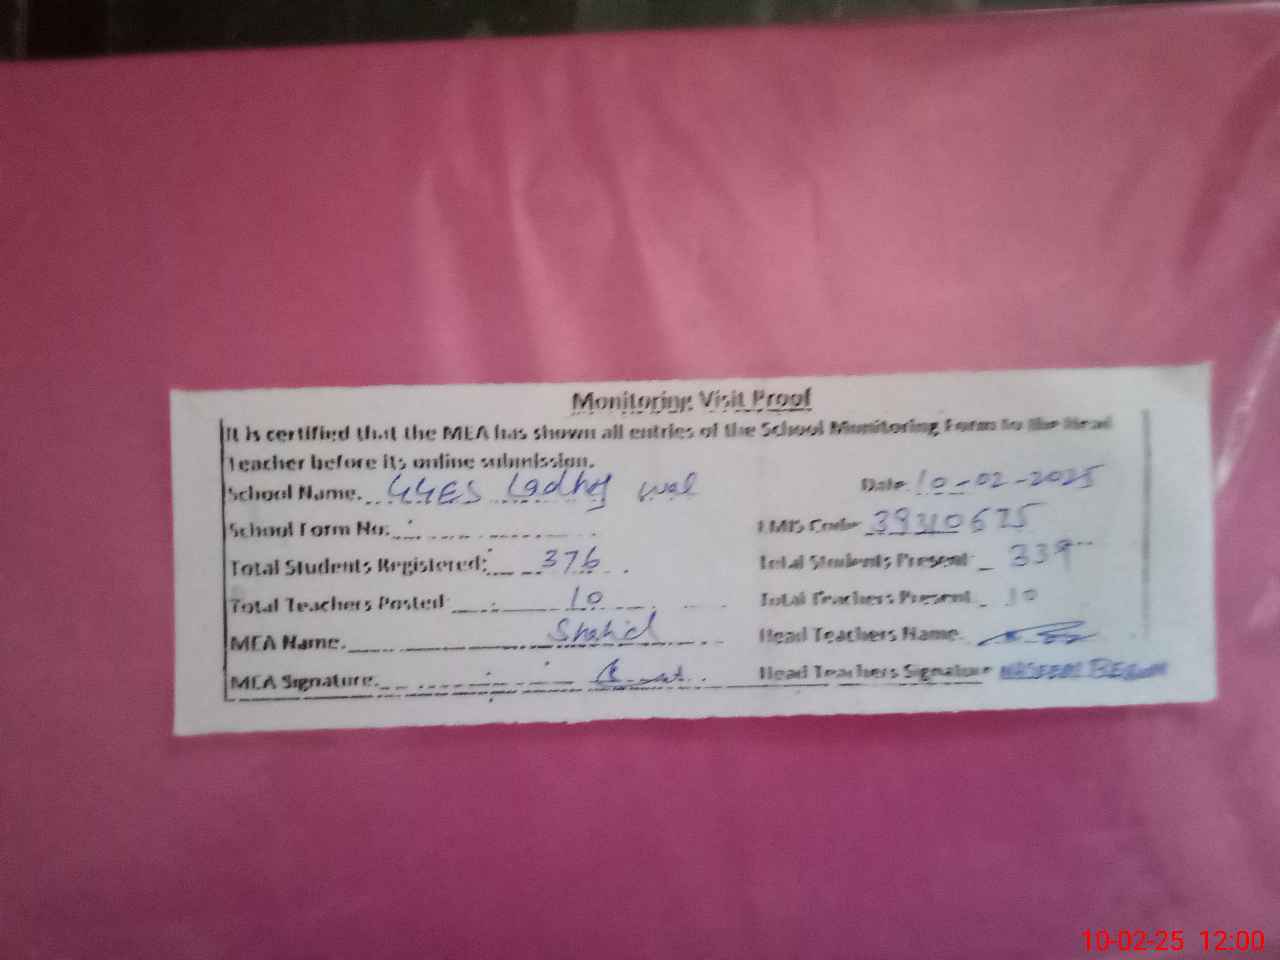 Monitoring Visit Proof
It is certified that the MEA has shown all entries of the School Monitoring Form to the Head
Teacher before its online submission.
School Name. GGES Ladhey wal Date: 10-02-2025
School Form No: EMIS Code: 39310675
Total Students Registered: 376 Total Students Present: 339
Total Teachers Posted: 10 Total Teachers Present 10
MEA Name. Shahid Head Teachers Name.
MEA Signature. Head Teachers Signature NASEEM BEGUM
10-02-25 12:00